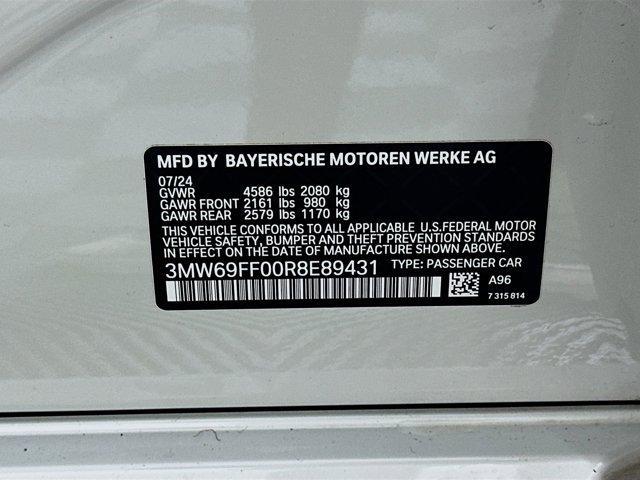 MFD BY BAYERISCHE MOTOREN WERKE AG
07/24
GVWR 4586 lbs 2080 kg
GAWR FRONT 2161 lbs 980 kg
GAWR REAR 2579 lbs 1170 kg
THIS VEHICLE CONFORMS TO ALL APPLICABLE U.S.FEDERAL MOTOR
VEHICLE SAFETY, BUMPER AND THEFT PREVENTION STANDARDS
IN EFFECT ON THE DATE OF MANUFACTURE SHOWN ABOVE.
3MW69FF00R8E89431 TYPE: PASSENGER CAR
A96
7 315 814